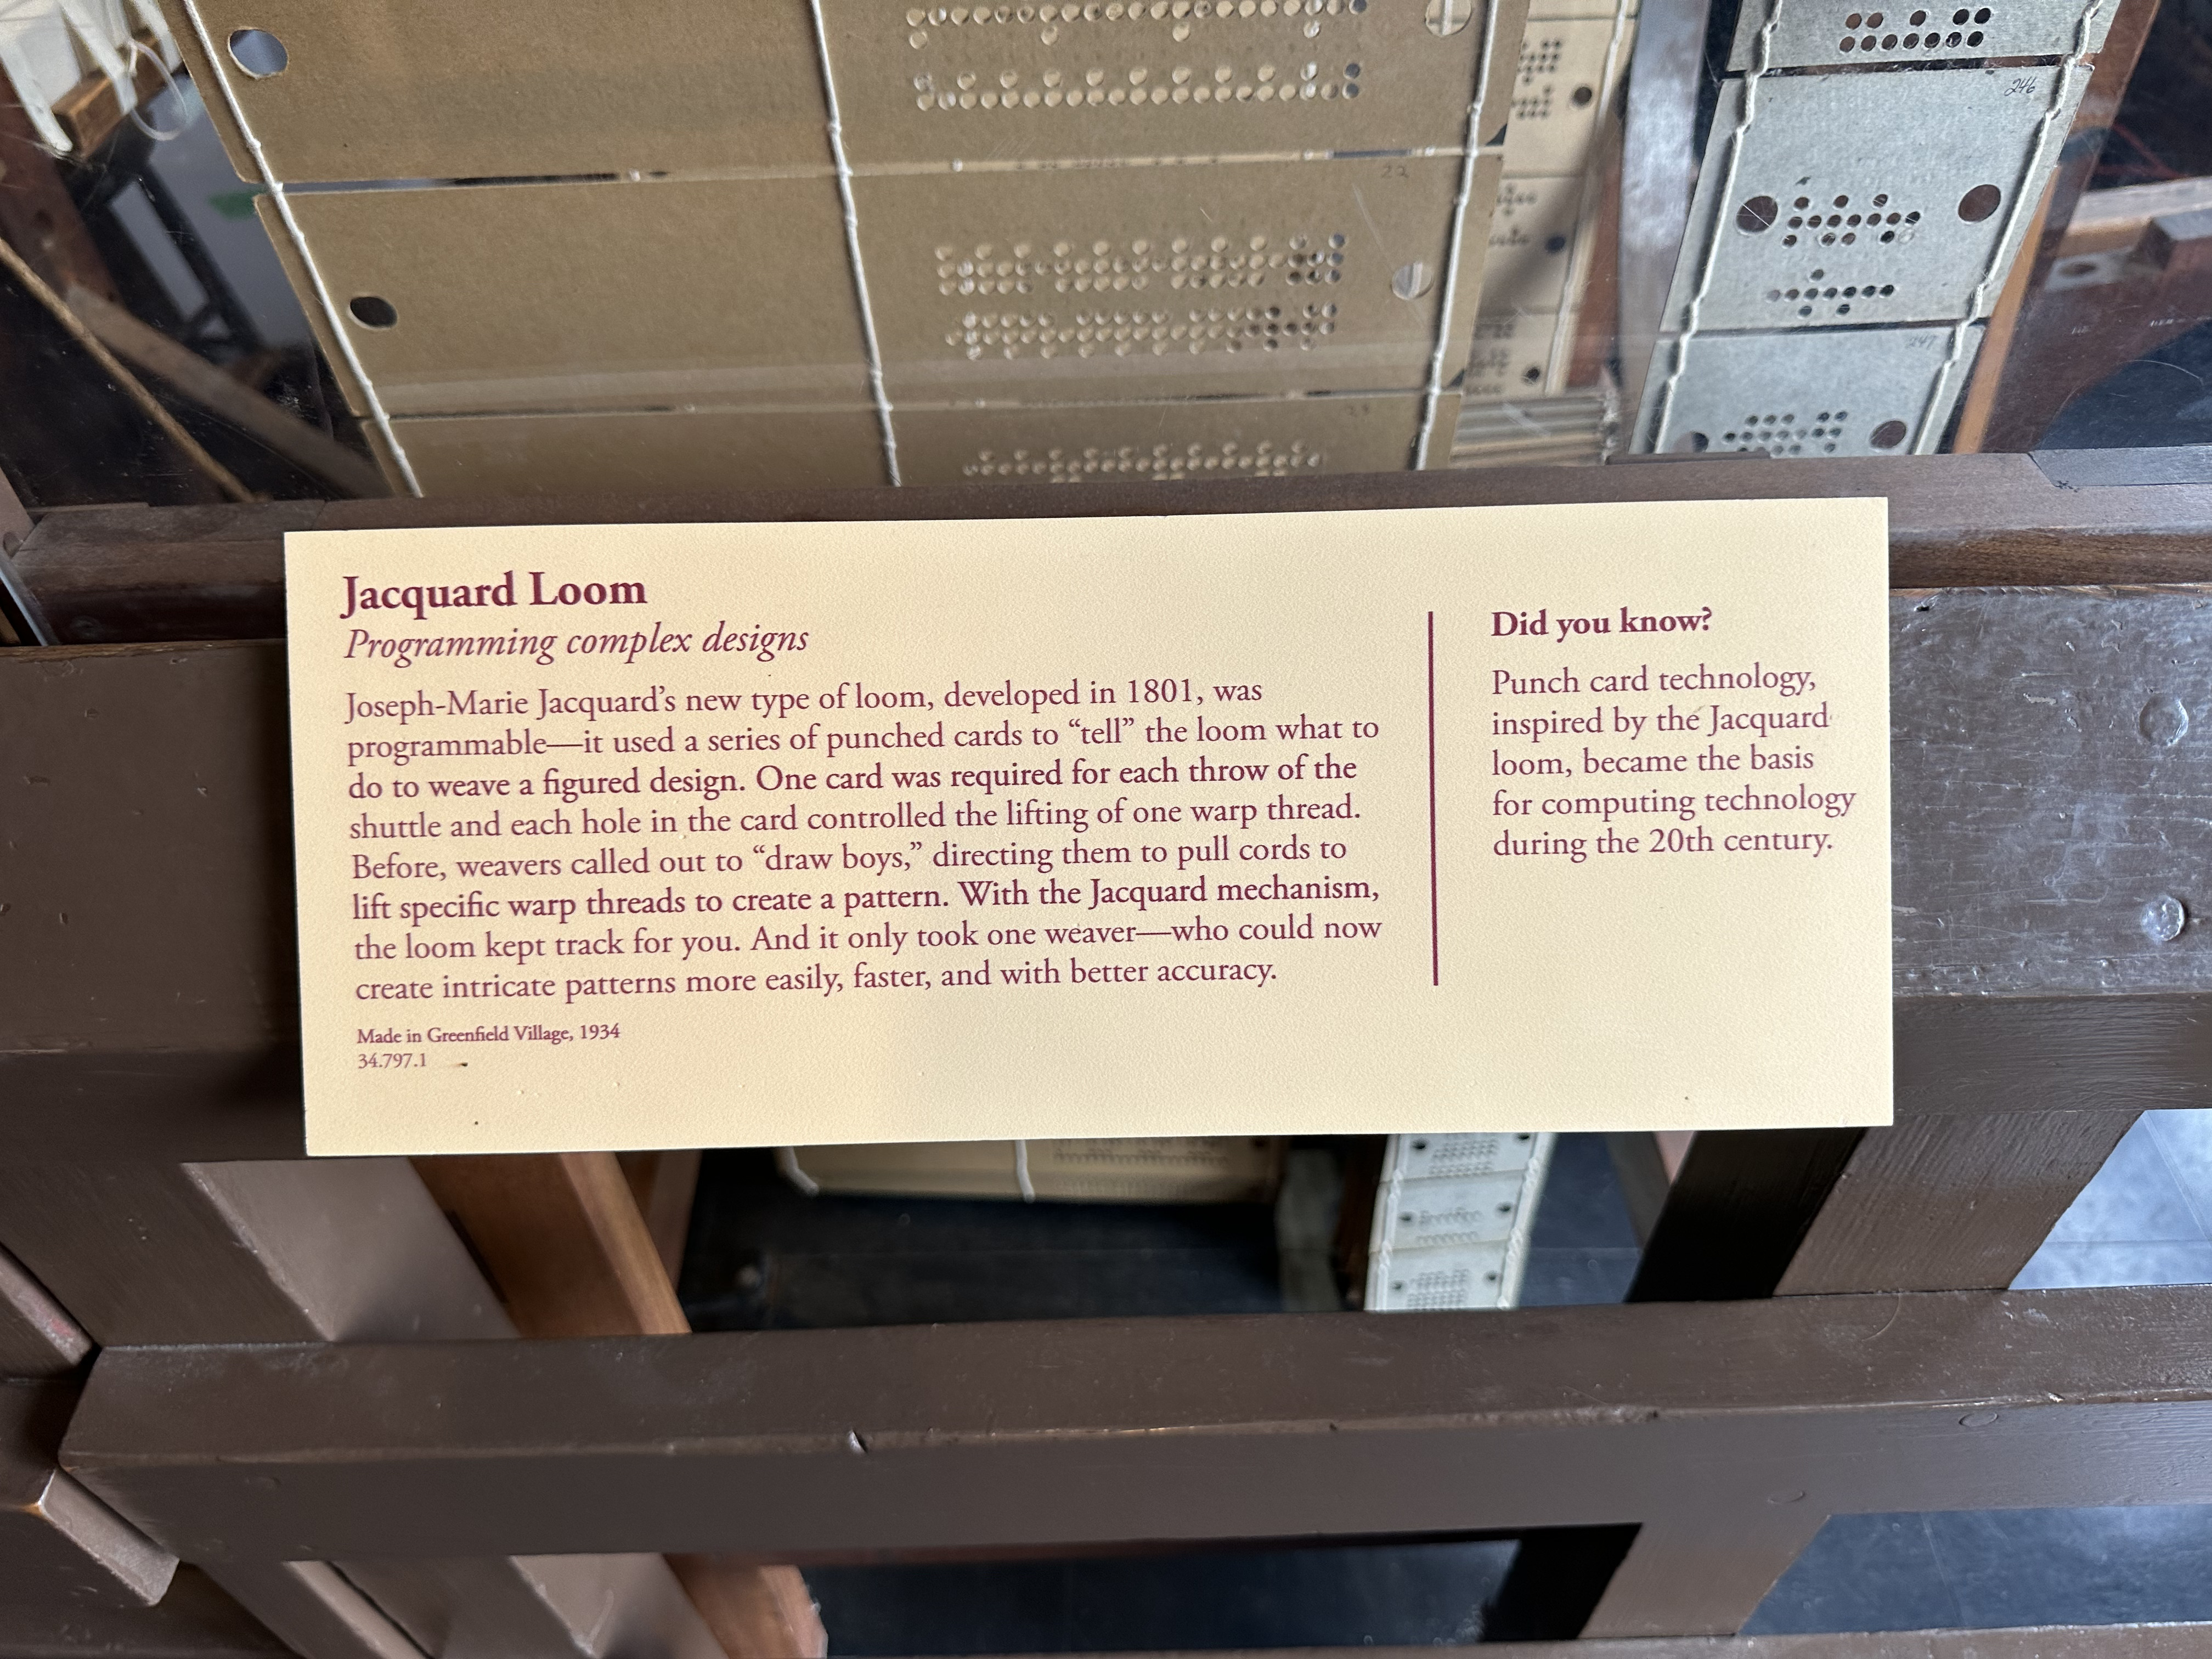 22
246
247
23
Jacquard Loom
Programming complex designs
Joseph-Marie Jacquard’s new type of loom, developed in 1801, was
programmable—it used a series of punched cards to “tell” the loom what to
do to weave a figured design. One card was required for each throw of the
shuttle and each hole in the card controlled the lifting of one warp thread.
Before, weavers called out to “draw boys,” directing them to pull cords to
lift specific warp threads to create a pattern. With the Jacquard mechanism,
the loom kept track for you. And it only took one weaver—who could now
create intricate patterns more easily, faster, and with better accuracy.
Made in Greenfield Village, 1934
34.797.1
Did you know?
Punch card technology,
inspired by the Jacquard
loom, became the basis
for computing technology
during the 20th century.